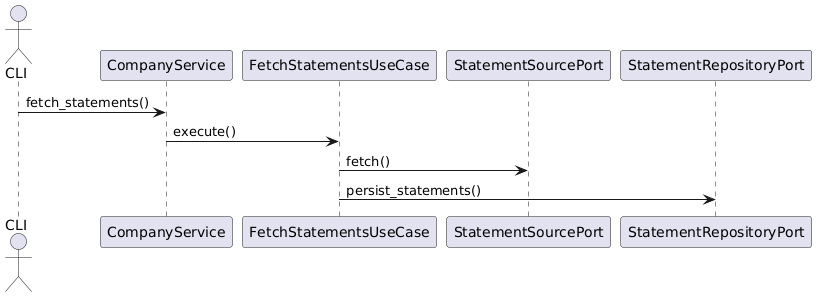 CLI
CompanyService
FetchStatementsUseCase
StatementSourcePort
StatementRepositoryPort
fetch_statements()
execute()
fetch()
persist_statements()
CLI
CompanyService
FetchStatementsUseCase
StatementSourcePort
StatementRepositoryPort